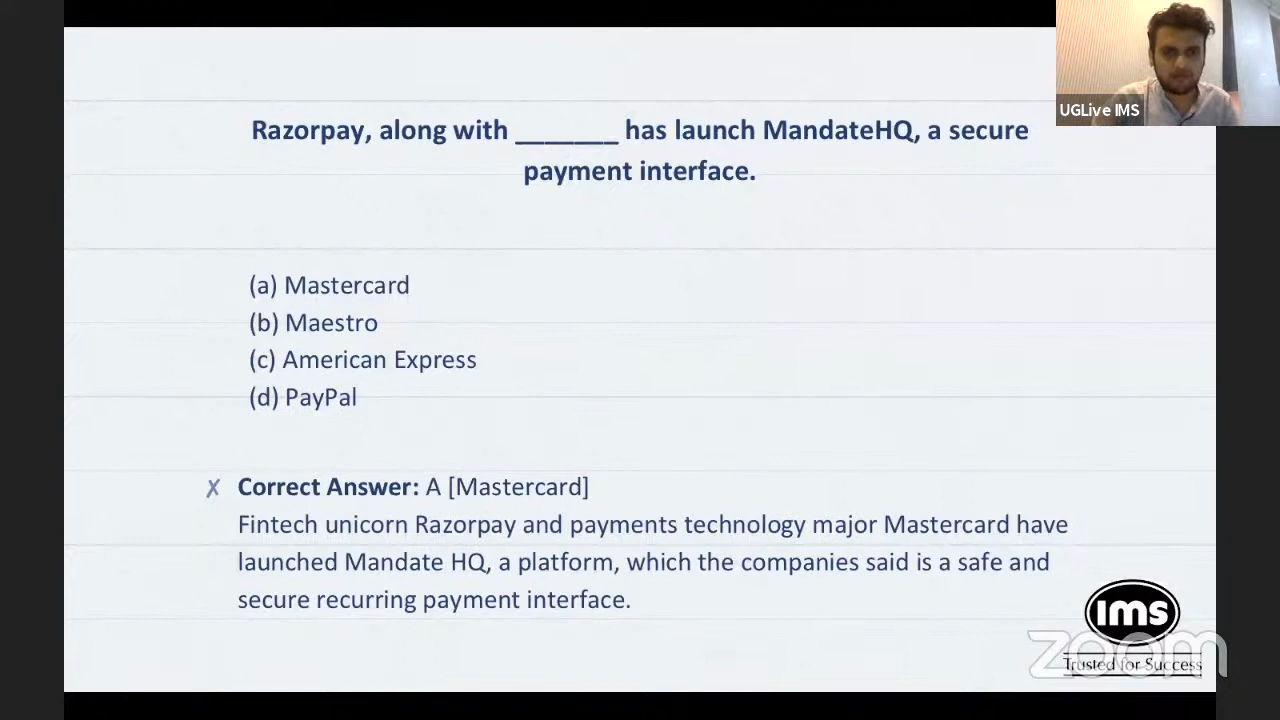 Razorpay, along with _______ has launch MandateHQ, a secure
payment interface.
UGLive IMS
(a) Mastercard
(b) Maestro
(c) American Express
(d) PayPal
✗ Correct Answer: A [Mastercard]
Fintech unicorn Razorpay and payments technology major Mastercard have
launched Mandate HQ, a platform, which the companies said is a safe and
secure recurring payment interface.
ims
zoom
Trusted for Success